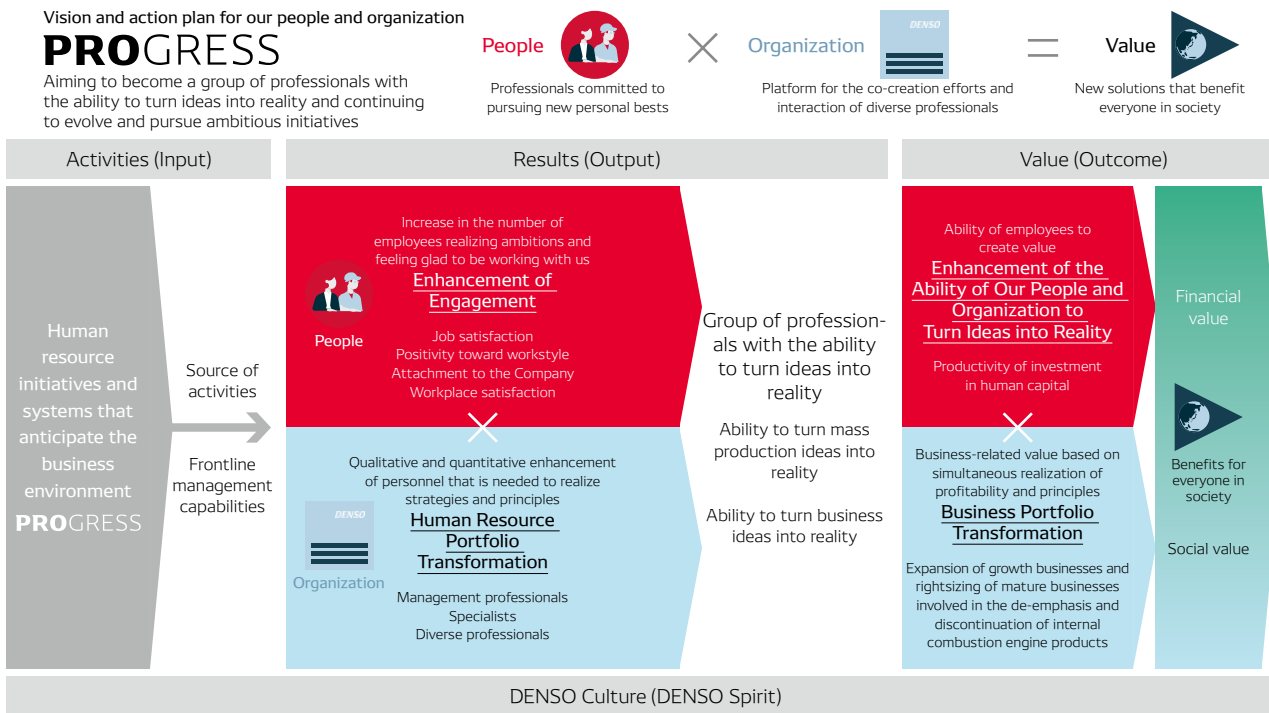 Vision and action plan for our people and organization
PROGRESS
Aiming to become a group of professionals with
the ability to turn ideas into reality and continuing
to evolve and pursue ambitious initiatives
People
Professionals committed to
pursuing new personal bests
Organization
DENSO
Platform for the co-creation efforts and
interaction of diverse professionals
Value
New solutions that benefit
everyone in society
Activities (Input)
Results (Output)
Value (Outcome)
Human
resource
initiatives and
systems that
anticipate the
business
environment
PROGRESS
Source of
activities
Frontline
management
capabilities
Increase in the number of
employees realizing ambitions and
feeling glad to be working with us
Enhancement of
Engagement
People
Job satisfaction
Positivity toward workstyle
Attachment to the Company
Workplace satisfaction
Qualitative and quantitative enhancement
of personnel that is needed to realize
strategies and principles
DENSO
Organization
Human Resource
Portfolio
Transformation
Management professionals
Specialists
Diverse professionals
Group of profession-
als with the ability
to turn ideas into
reality
Ability to turn mass
production ideas into
reality
Ability to turn business
ideas into reality
Ability of employees to
create value
Enhancement of the
Ability of Our People and
Organization to
Turn Ideas into Reality
Productivity of investment
in human capital
Business-related value based on
simultaneous realization of
profitability and principles
Business Portfolio
Transformation
Expansion of growth businesses and
rightsizing of mature businesses
involved in the de-emphasis and
discontinuation of internal
combustion engine products
Financial
value
Benefits for
everyone in
society
Social value
DENSO Culture (DENSO Spirit)